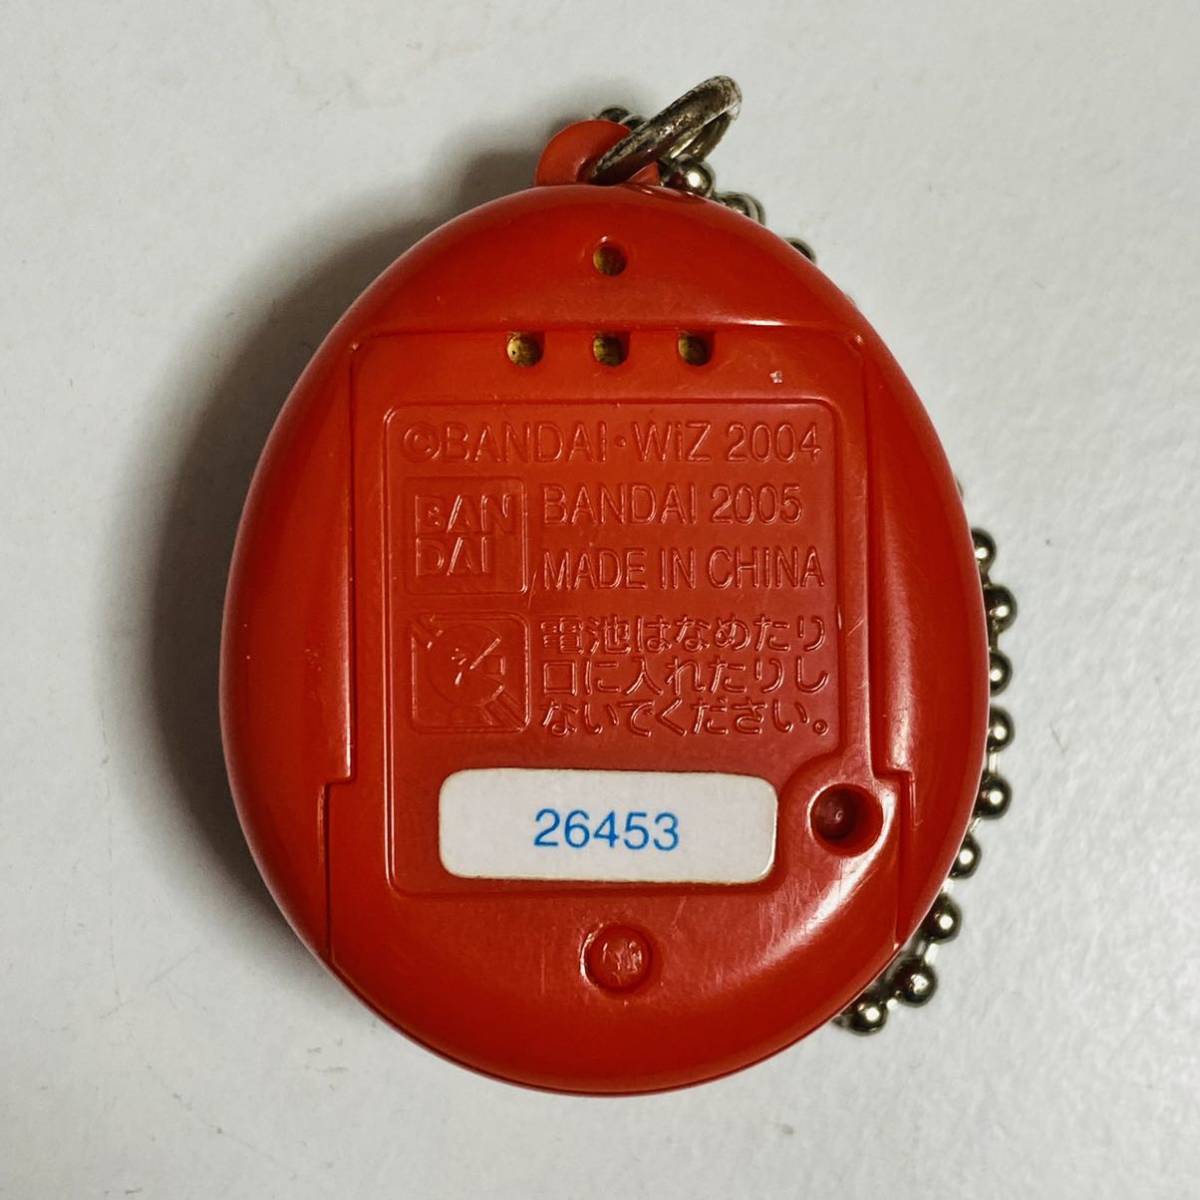 ©BANDAI・WiZ 2004
BAN
DAI
BANDAI 2005
MADE IN CHINA
電池はなめたり
口に入れたりし
ないでください。
26453